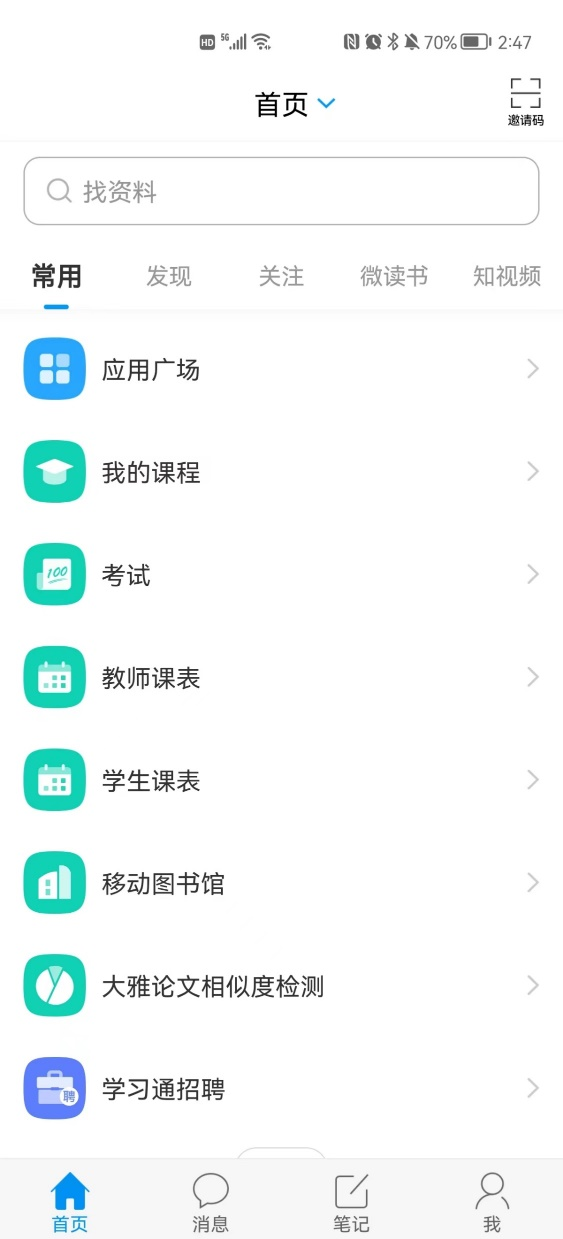 HD 5G 70% 2:47
首页
邀请码
找资料
常用 发现 关注 微读书 知视频
应用广场
我的课程
100 考试
教师课表
学生课表
移动图书馆
大雅论文相似度检测
聘 学习通招聘
首页 消息 笔记 我